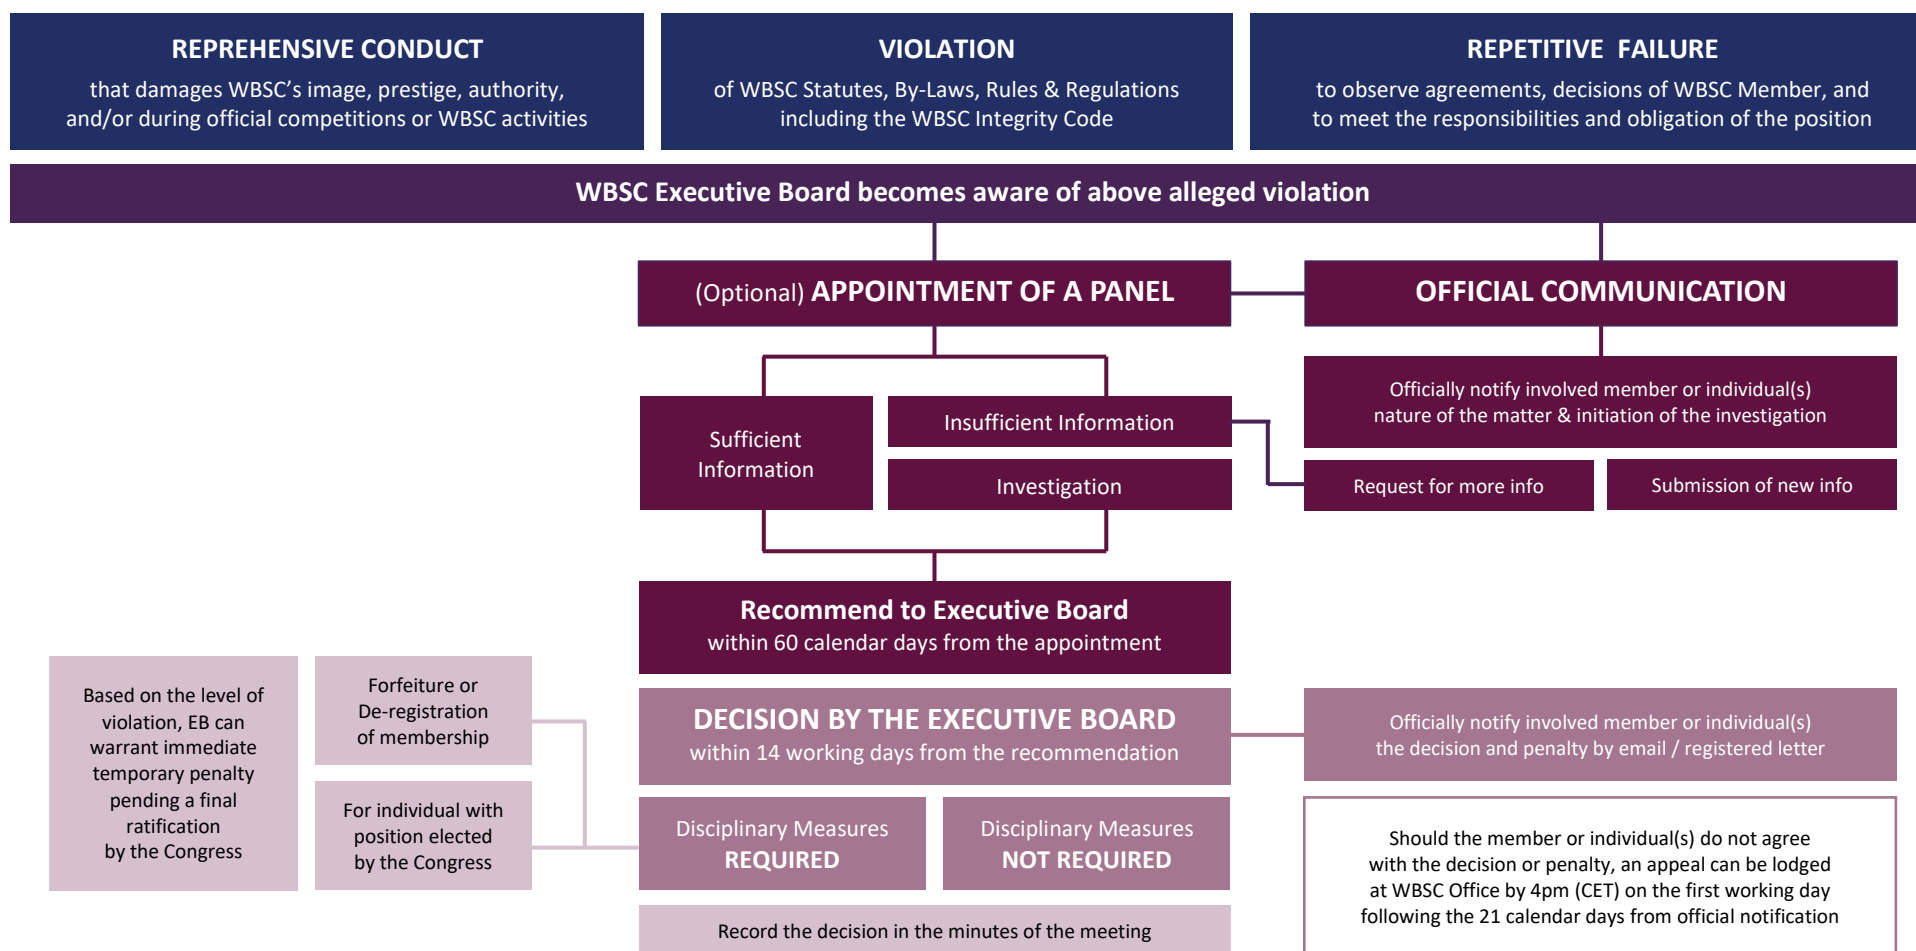 REPREHENSIVE CONDUCT
that damages WBSC's image, prestige, authority,
and/or during official competitions or WBSC activities
VIOLATION
of WBSC Statutes, By-Laws, Rules & Regulations
including the WBSC Integrity Code
REPETITIVE FAILURE
to observe agreements, decisions of WBSC Member, and
to meet the responsibilities and obligation of the position
WBSC Executive Board becomes aware of above alleged violation
(Optional) APPOINTMENT OF A PANEL
OFFICIAL COMMUNICATION
Officially notify involved member or individual(s)
nature of the matter & initiation of the investigation
Sufficient
Information
Insufficient Information
Investigation
Request for more info
Submission of new info
Recommend to Executive Board
within 60 calendar days from the appointment
Based on the level of
violation, EB can
warrant immediate
temporary penalty
pending a final
ratification
by the Congress
Forfeiture or
De-registration
of membership
For individual with
position elected
by the Congress
DECISION BY THE EXECUTIVE BOARD
within 14 working days from the recommendation
Officially notify involved member or individual(s)
the decision and penalty by email / registered letter
Disciplinary Measures
REQUIRED
Disciplinary Measures
NOT REQUIRED
Should the member or individual(s) do not agree
with the decision or penalty, an appeal can be lodged
at WBSC Office by 4pm (CET) on the first working day
following the 21 calendar days from official notification
Record the decision in the minutes of the meeting